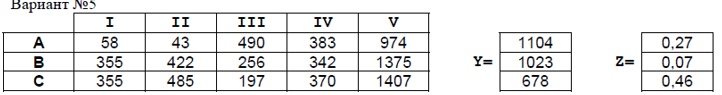 Вариант №5
I II III IV V
A 58 43 490 383 974 1104 0,27
B 355 422 256 342 1375 Y= 1023 Z= 0,07
C 355 485 197 370 1407 678 0,46